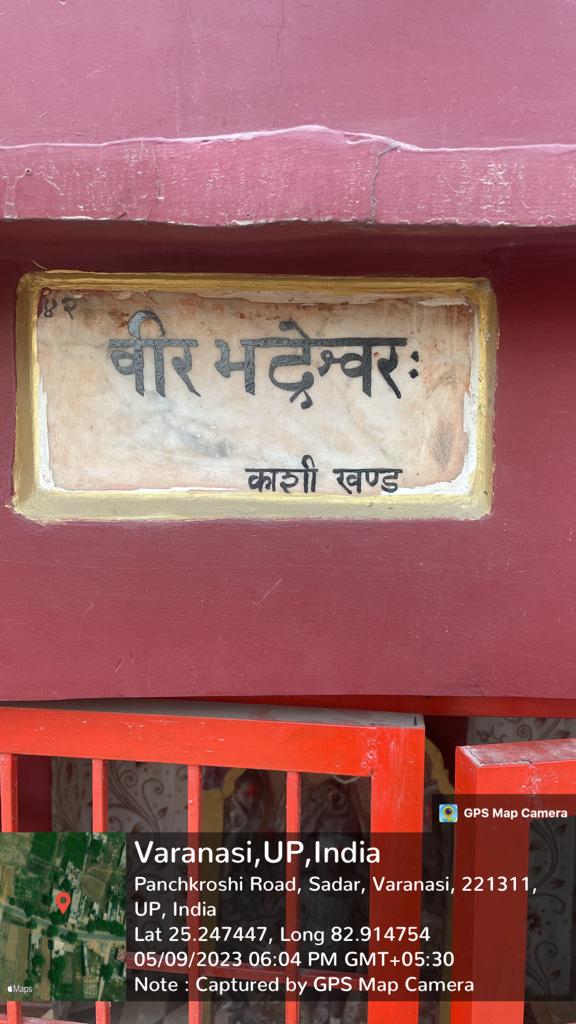 ४२
वीर भद्रेश्वरः
काशी खण्ड
GPS Map Camera
Varanasi,UP,India
Panchkroshi Road, Sadar, Varanasi, 221311,
UP, India
Lat 25.247447, Long 82.914754
05/09/2023 06:04 PM GMT+05:30
Note : Captured by GPS Map Camera
Maps